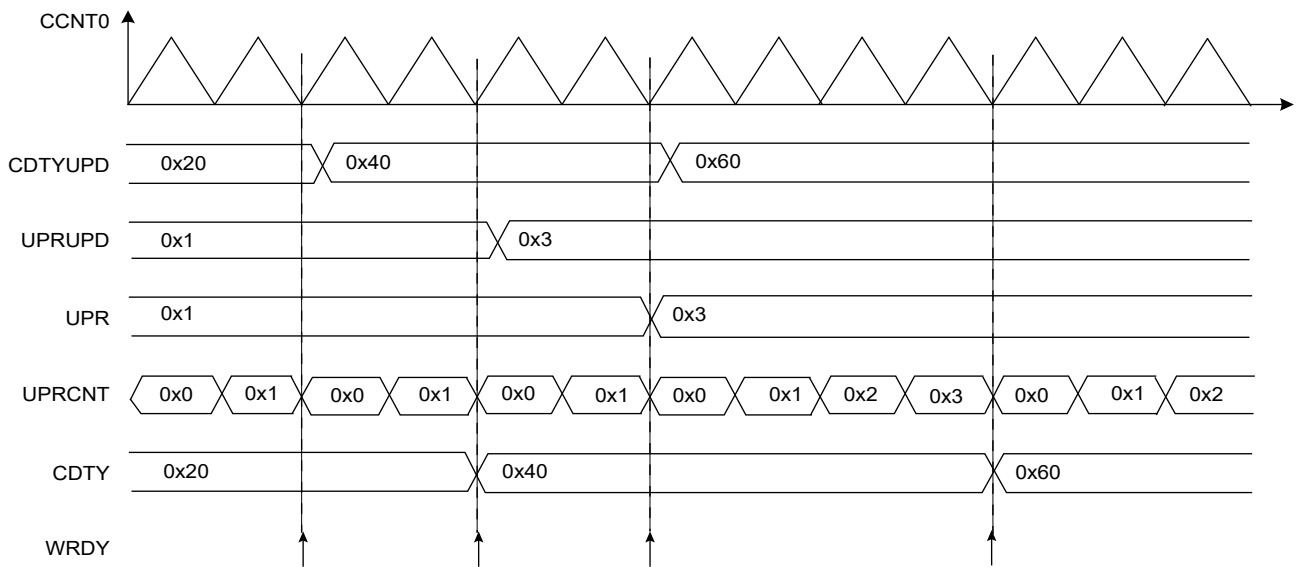 CCNT0
CDTYUPD 0x20 0x40 0x60
UPRUPD 0x1 0x3
UPR 0x1 0x3
UPRCNT 0x0 0x1 0x0 0x1 0x0 0x1 0x0 0x1 0x2 0x3 0x0 0x1 0x2
CDTY 0x20 0x40 0x60
WRDY